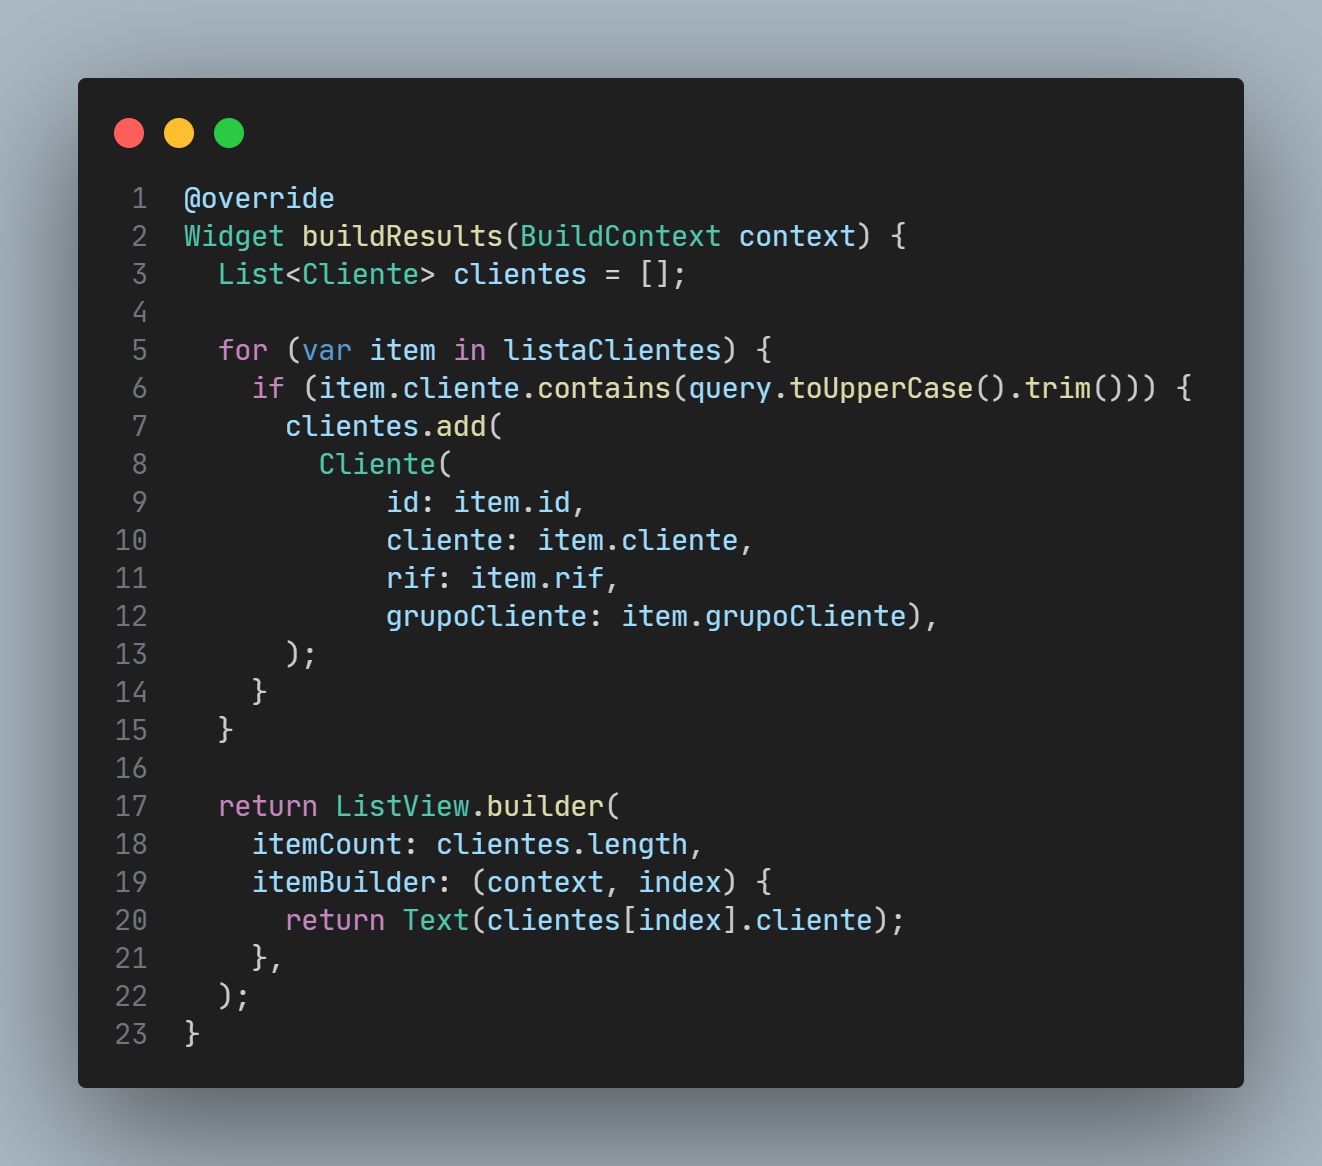 1 @override
2 Widget buildResults(BuildContext context) {
3   List<Cliente> clientes = [];
4
5   for (var item in listaClientes) {
6     if (item.cliente.contains(query.toUpperCase().trim())) {
7       clientes.add(
8         Cliente(
9             id: item.id,
10             cliente: item.cliente,
11             rif: item.rif,
12             grupoCliente: item.grupoCliente),
13       );
14     }
15   }
16
17   return ListView.builder(
18     itemCount: clientes.length,
19     itemBuilder: (context, index) {
20       return Text(clientes[index].cliente);
21     },
22   );
23 }